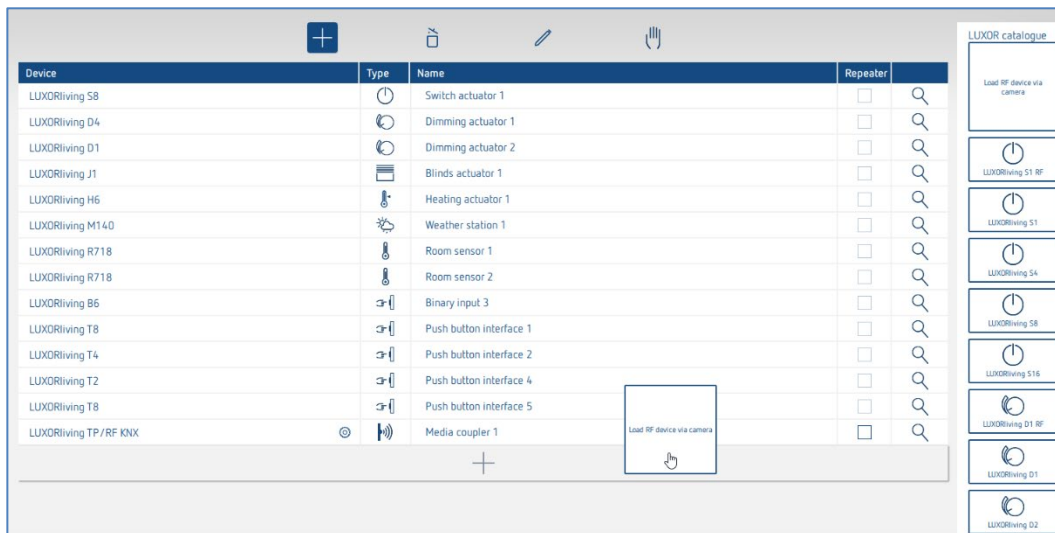 LUXOR catalogue
Device Type Name Repeater
LUXORliving S8 Switch actuator 1
LUXORliving D4 Dimming actuator 1
LUXORliving D1 Dimming actuator 2
LUXORliving J1 Blinds actuator 1
LUXORliving H6 Heating actuator 1
LUXORliving M140 Weather station 1
LUXORliving R718 Room sensor 1
LUXORliving R718 Room sensor 2
LUXORliving B6 Binary input 3
LUXORliving T8 Push button interface 1
LUXORliving T4 Push button interface 2
LUXORliving T2 Push button interface 4
LUXORliving T8 Push button interface 5
LUXORliving TP/RF KNX Media coupler 1
Load RF device via camera
Load RF device via
camera
LUXORliving S1 RF
LUXORliving S1
LUXORliving S4
LUXORliving S8
LUXORliving S16
LUXORliving D1 RF
LUXORliving D1
LUXORliving D2